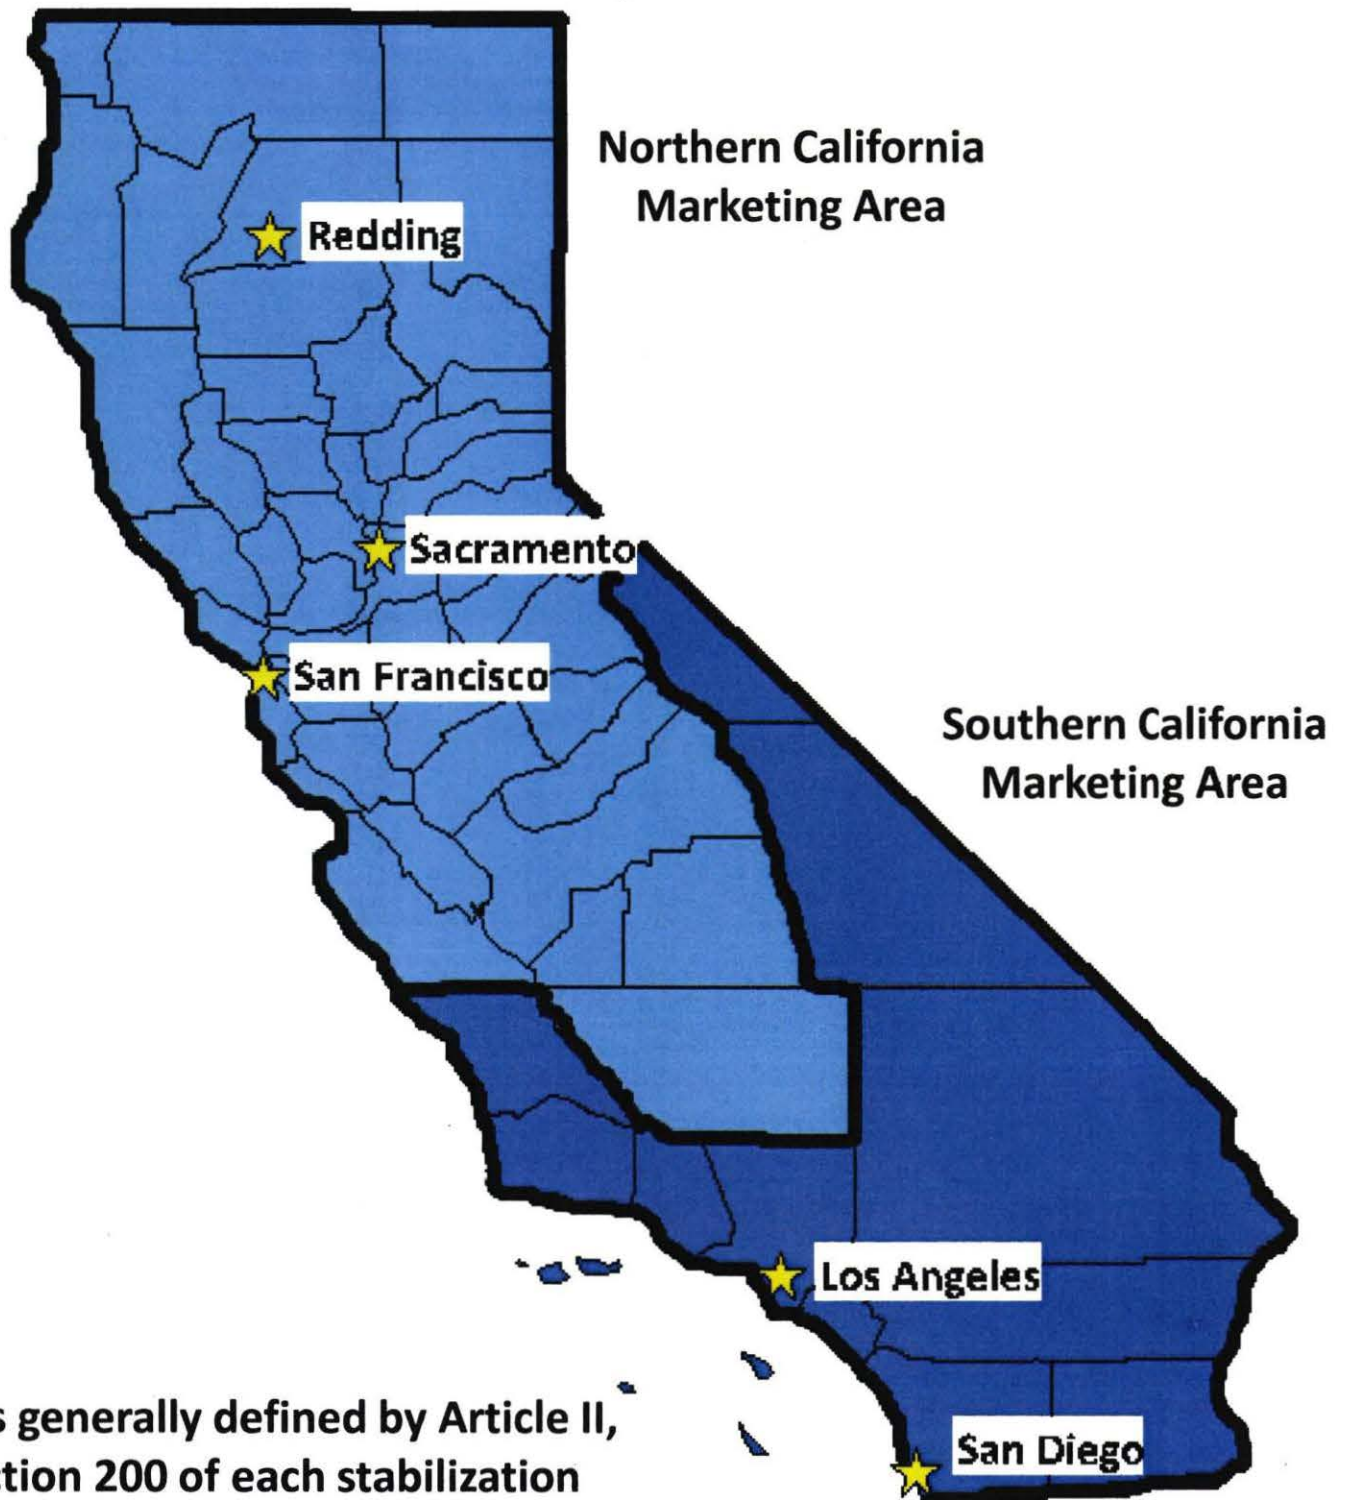 Northern California
Marketing Area
Redding
Sacramento
San Francisco
Southern California
Marketing Area
Los Angeles
San Diego
generally defined by Article II,
200 of each stabilization